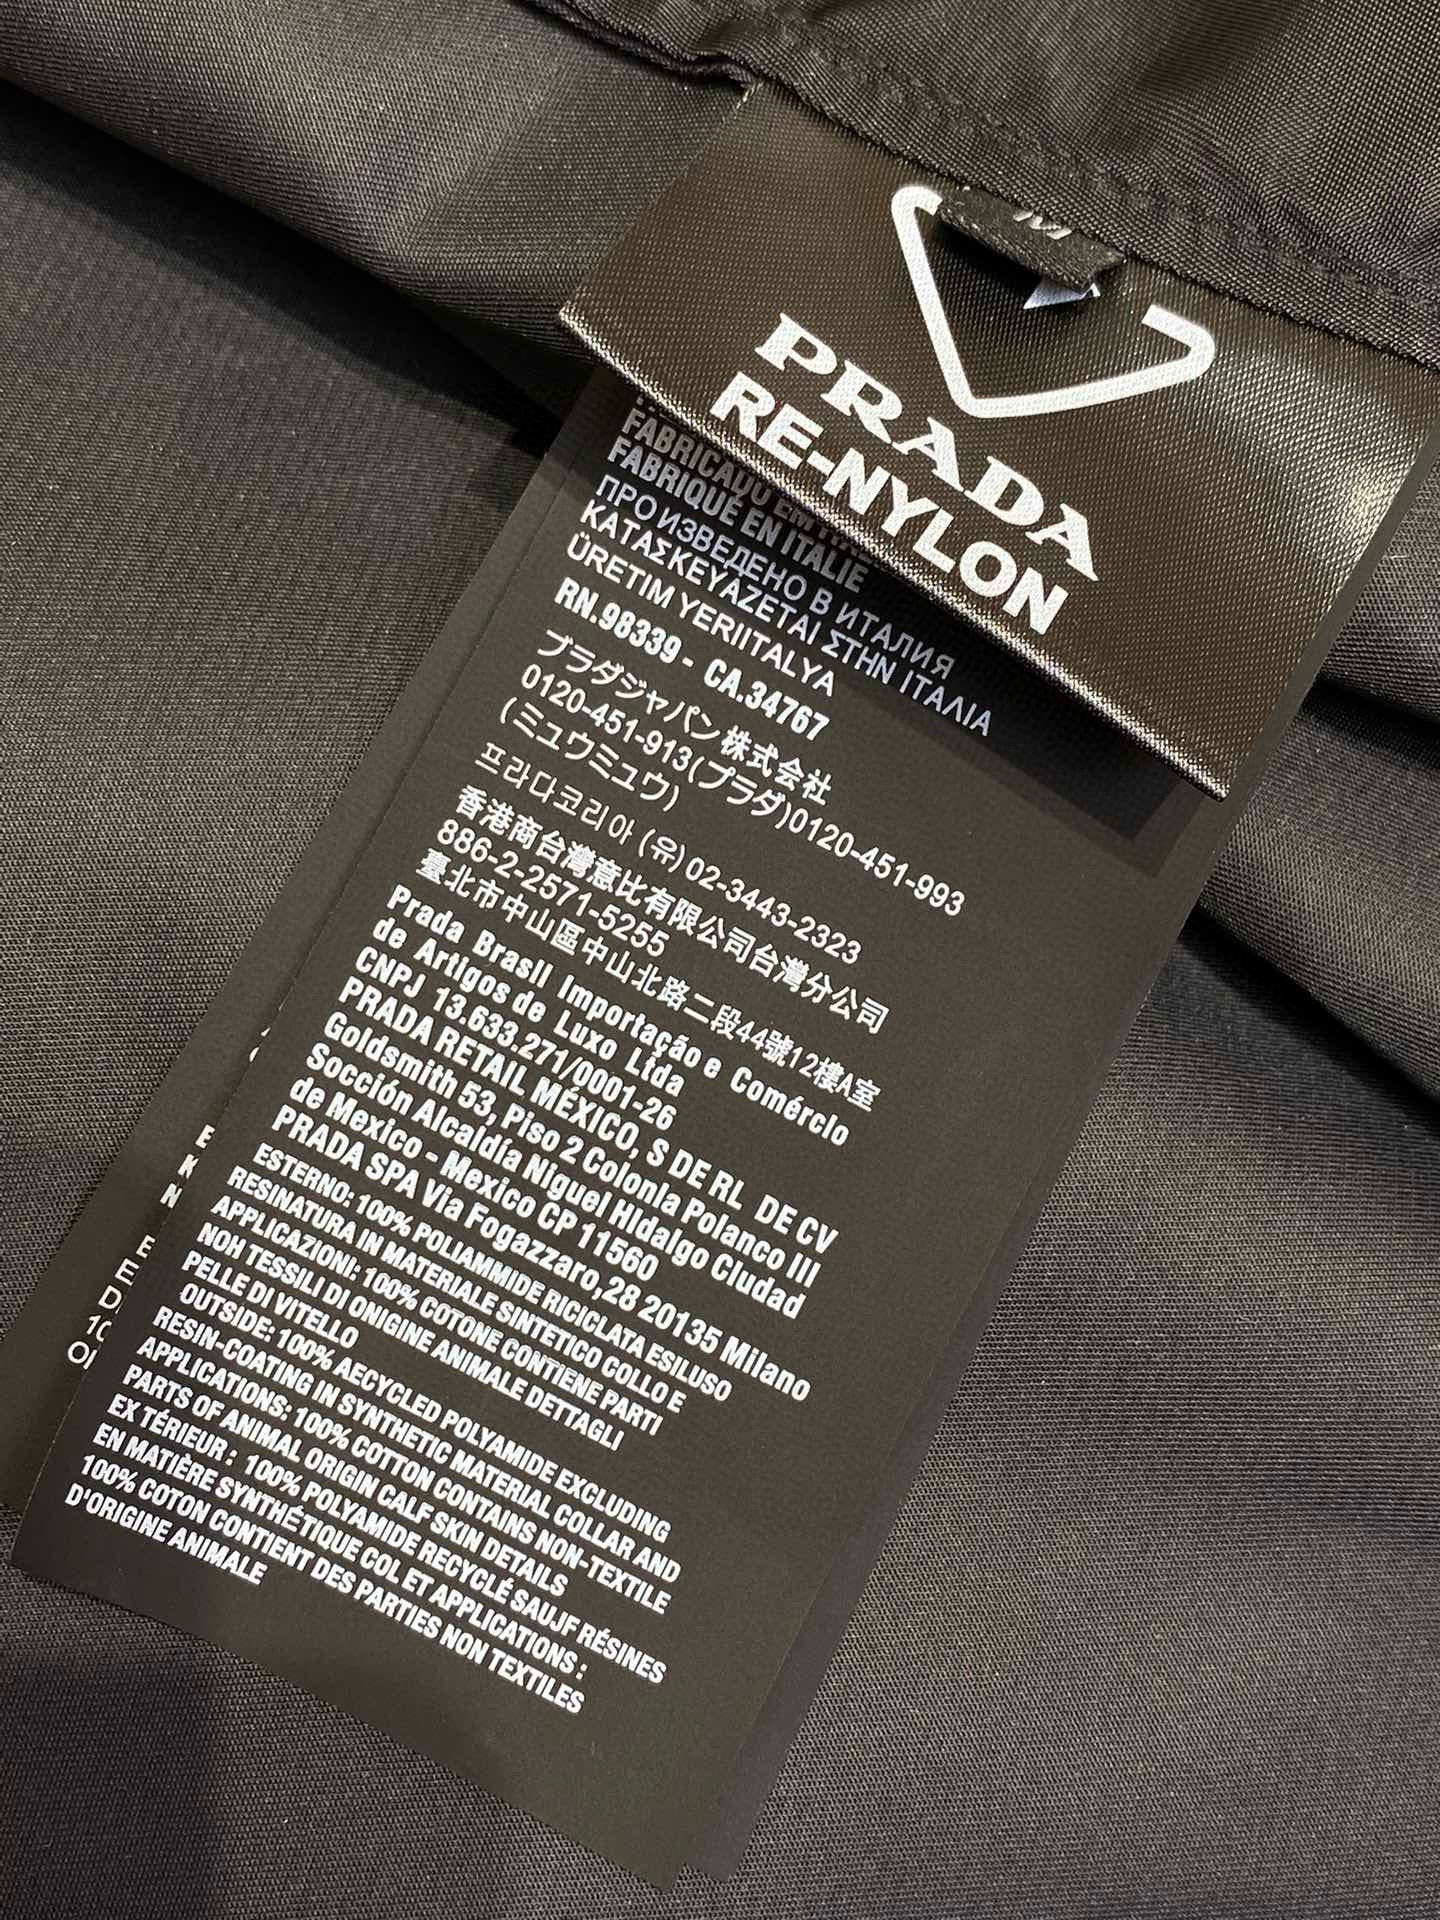 M
PRADA
RE-NYLON
FABRICADO EM
FABRIQUÉ EN ITALIE
ПРОИЗВЕДЕНО В ИТАЛИЯ
ΚΑΤΑΣΚΕΥΑΖΕΤΑΙ ΣΤΗΝ ΙΤΑΛΙΑ
ÜRETIM YERIITALYA
RN.98339 - CA.34767
プラダジャパン株式会社
0120-451-913(プラダ)0120-451-993
(ミュウミュウ)
프라다코리아 (유)02-3443-2323
香港商台灣意比有限公司台灣分公司
886-2-2571-5255
臺北市中山區中山北路二段44號12樓A室
Prada Brasil Importação e Comércio
de Artigos de Luxo Ltda
CNPJ 13.633.271/0001-26
PRADA RETAIL MÉXICO, S DE RL DE CV
Goldsmith 53, Piso 2 Colonla Polanco III
Socción Alcaldía Niguel Hidalgo Cludad
de Mexico - Mexico CP 11560
PRADA SPA Via Fogazzaro,28 20135 Milano
ESTERNO: 100% POLIAMMIDE RICICLATA ESILUSO
RESINATURA IN MATERIALE SINTETICO COLLO E
APPLICAZIONI: 100% COTONE CONTIENE PARTI
NOH TESSILI DI ONIGINE ANIMALE DETTAGLI
PELLE DI VITELLO
OUTSIDE: 100% AECYCLED POLYAMIDE EXCLUDING
RESIN-COATING IN SYNTHETIC MATERIAL COLLAR AND
APPLICATIONS: 100% COTTON CONTAINS NON-TEXTILE
PARTS OF ANIMAL ORIGIN CALF SKIN DETAILS
EX TÉRIEUR : 100% POLYAMIDE RECYCLÉ SAUJF RÉSINES
EN MATIÈRE SYNTHÉTIQUE COL ET APPLICATIONS :
100% COTON CONTIENT DES PARTIES NON TEXTILES
D'ORIGINE ANIMALE